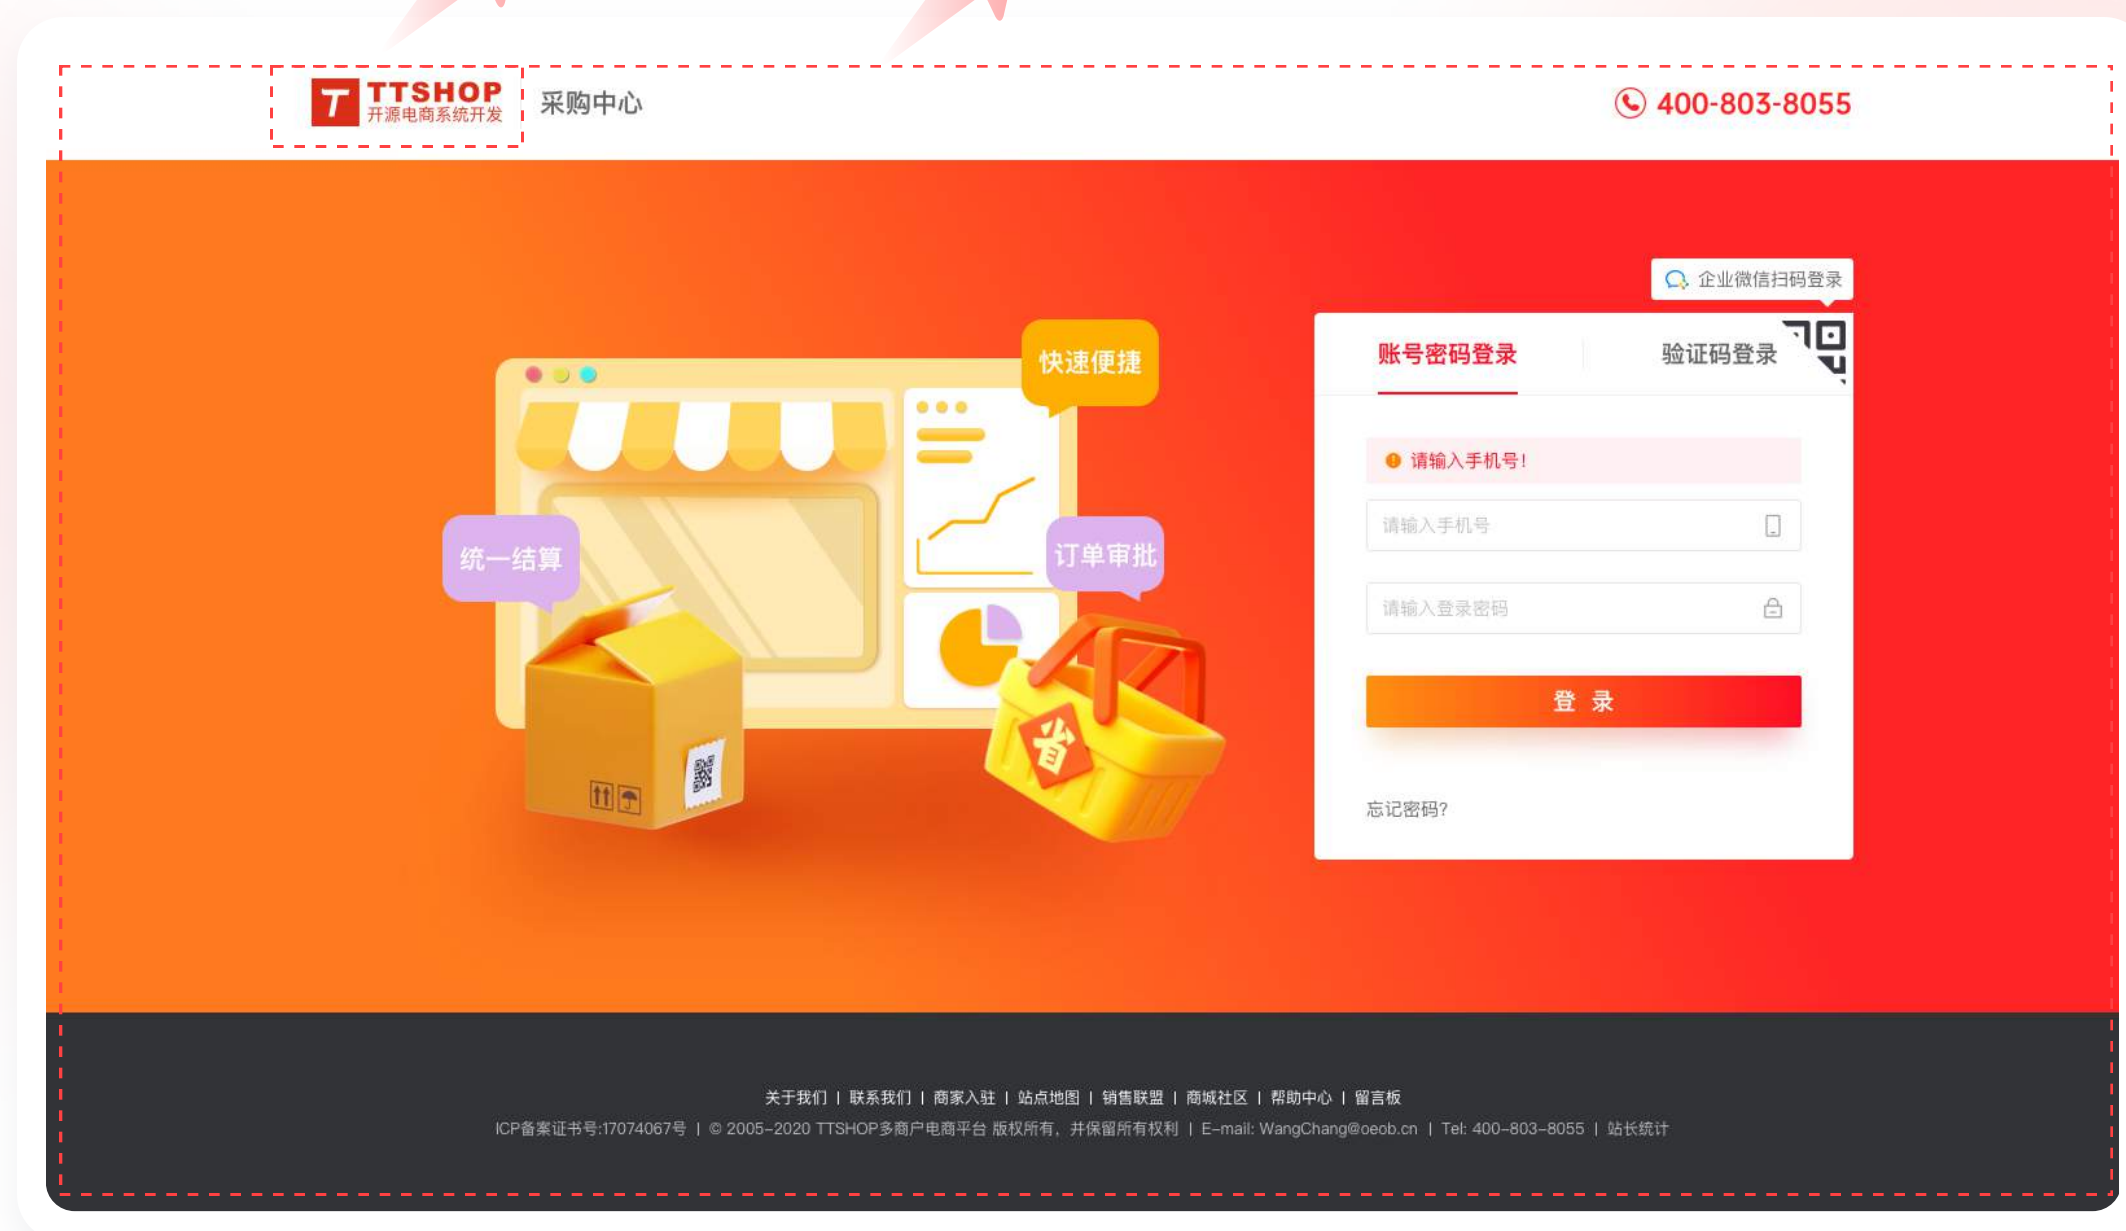 TTSHOP
开源电商系统开发
采购中心
400-803-8055
企业微信扫码登录
账号密码登录
验证码登录
快速便捷
请输入手机号!
请输入手机号
统一结算
订单审批
请输入登录密码
登 录
省
忘记密码?
关于我们 | 联系我们 | 商家入驻 | 站点地图 | 销售联盟 | 商城社区 | 帮助中心 | 留言板
ICP备案证书号:17074067号 | © 2005-2020 TTSHOP多商户电商平台 版权所有，并保留所有权利 | E-mail: WangChang@oeob.cn | Tel: 400-803-8055 | 站长统计